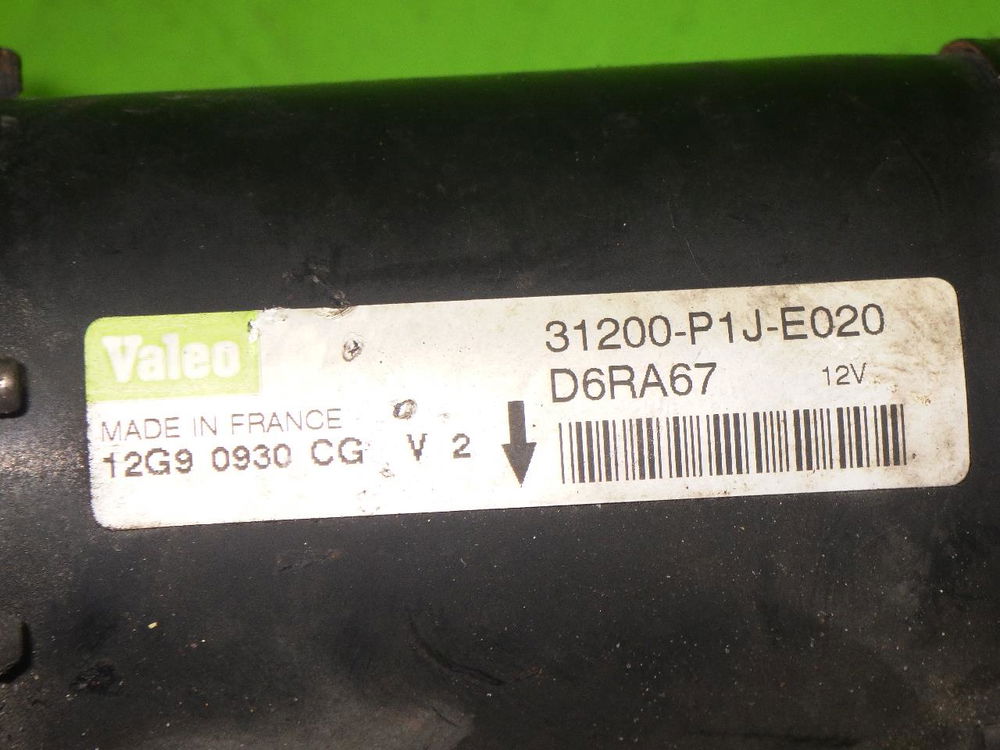 Valeo
31200-P1J-E020
D6RA67 12V
MADE IN FRANCE
12G9 0930 CG V 2